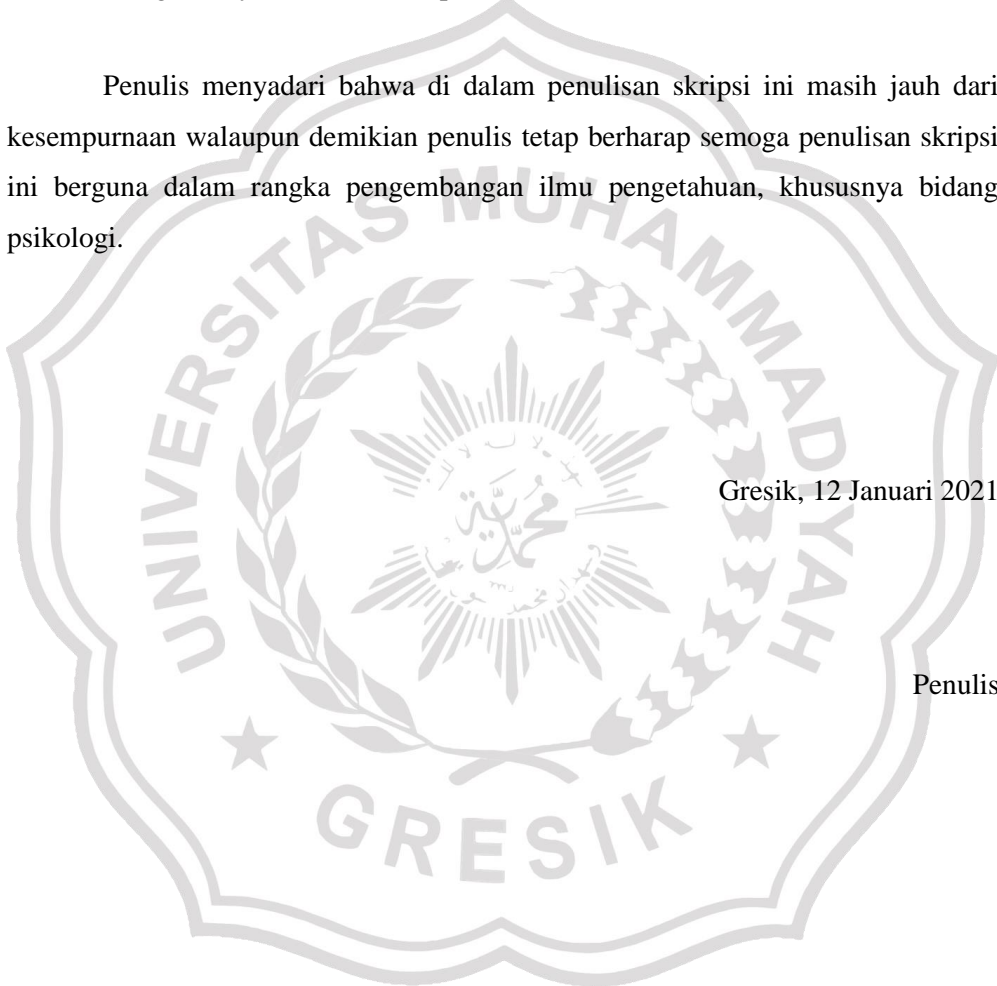 Penulis menyadari bahwa di dalam penulisan skripsi ini masih jauh dari
kesempurnaan walaupun demikian penulis tetap berharap semoga penulisan skripsi
ini berguna dalam rangka pengembangan ilmu pengetahuan, khususnya bidang
psikologi.
UNIVERSITAS MUHAMMADIYAH
Gresik, 12 Januari 2021
Penulis
GRESIK